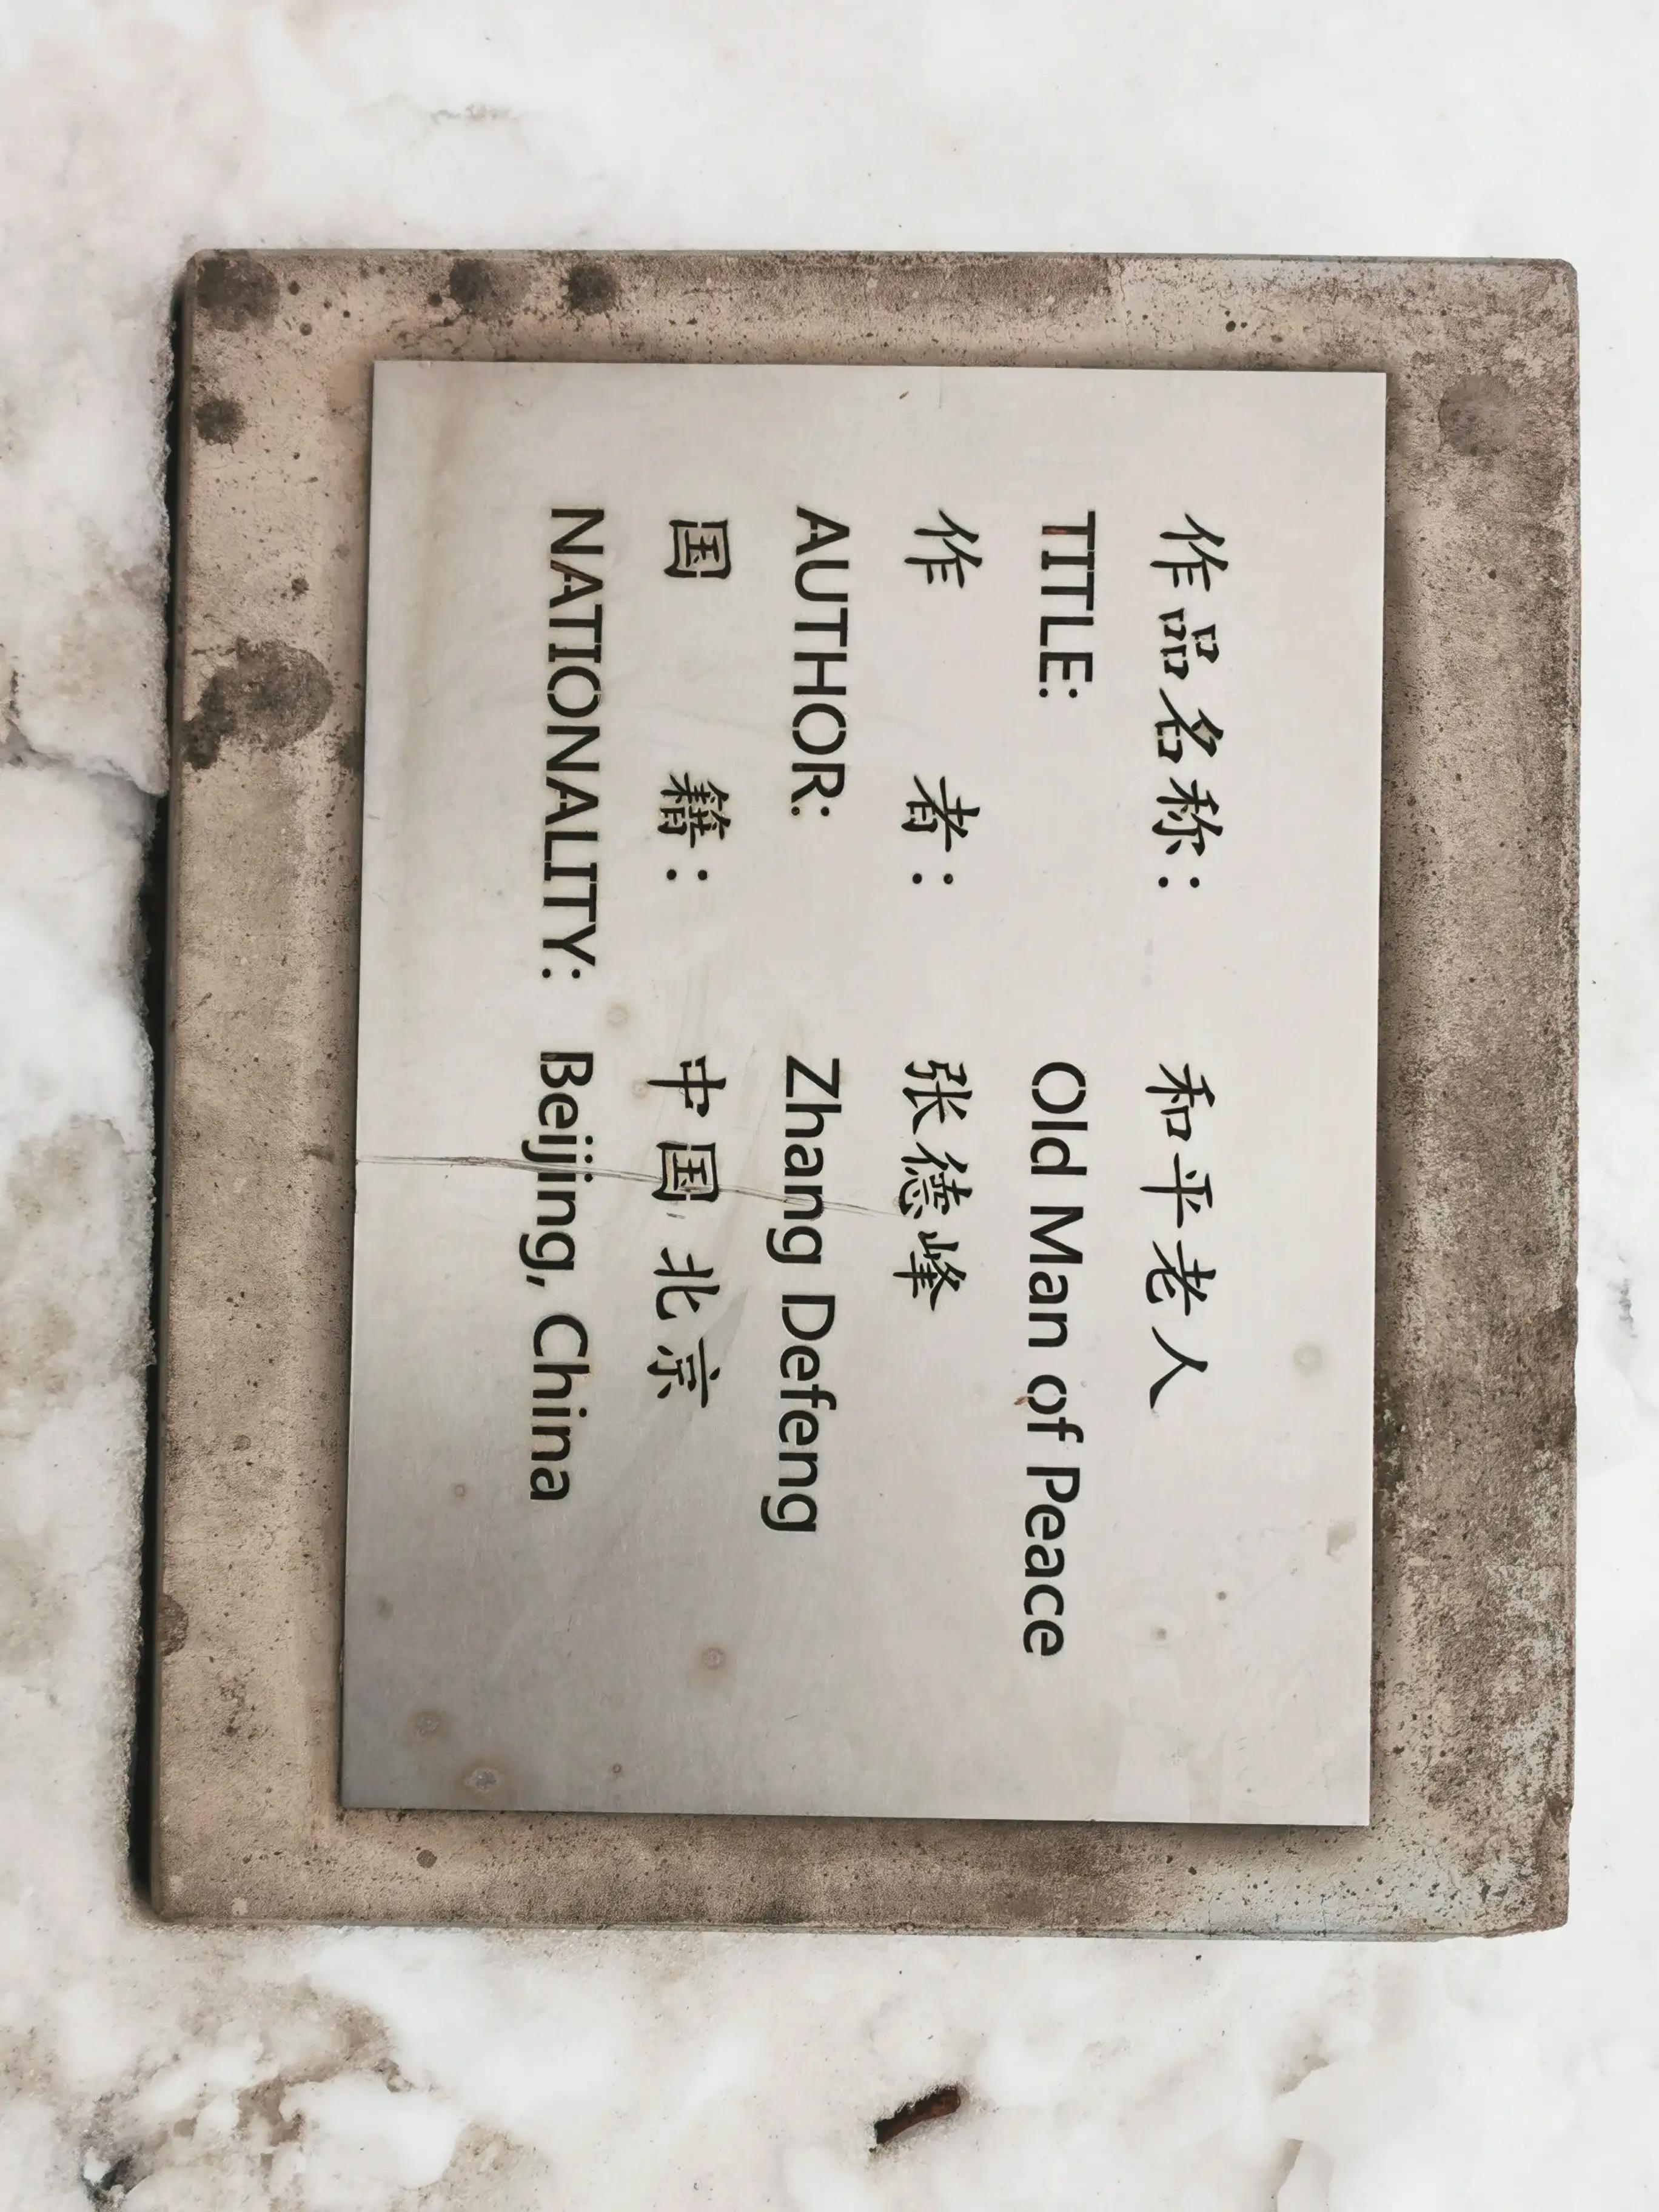 作品名称： 和平老人
TITLE: Old Man of Peace
作 者： 张德峰
AUTHOR: Zhang Defeng
国 籍： 中国北京
NATIONALITY: Beijing, China